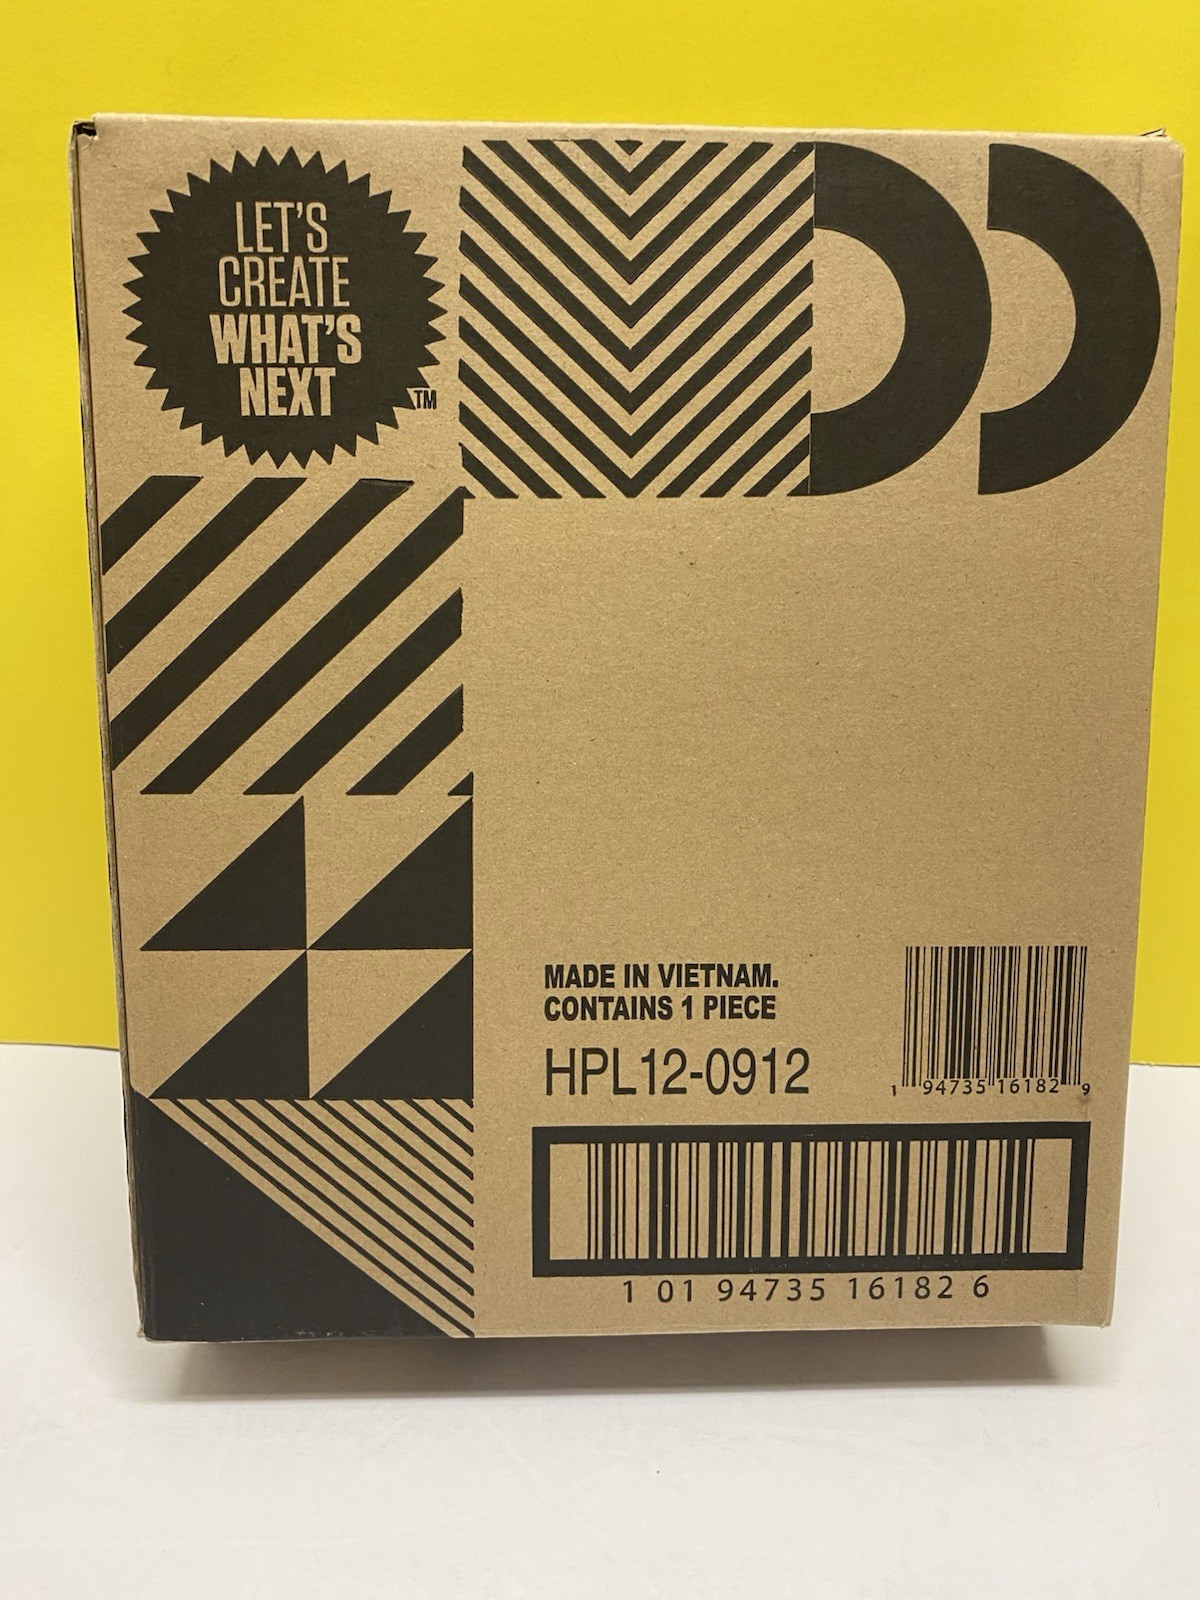 LET'S
CREATE
WHAT'S
NEXT
TM
MADE IN VIETNAM.
CONTAINS 1 PIECE
HPL12-0912
1 94735 16182 9
1 01 94735 16182 6